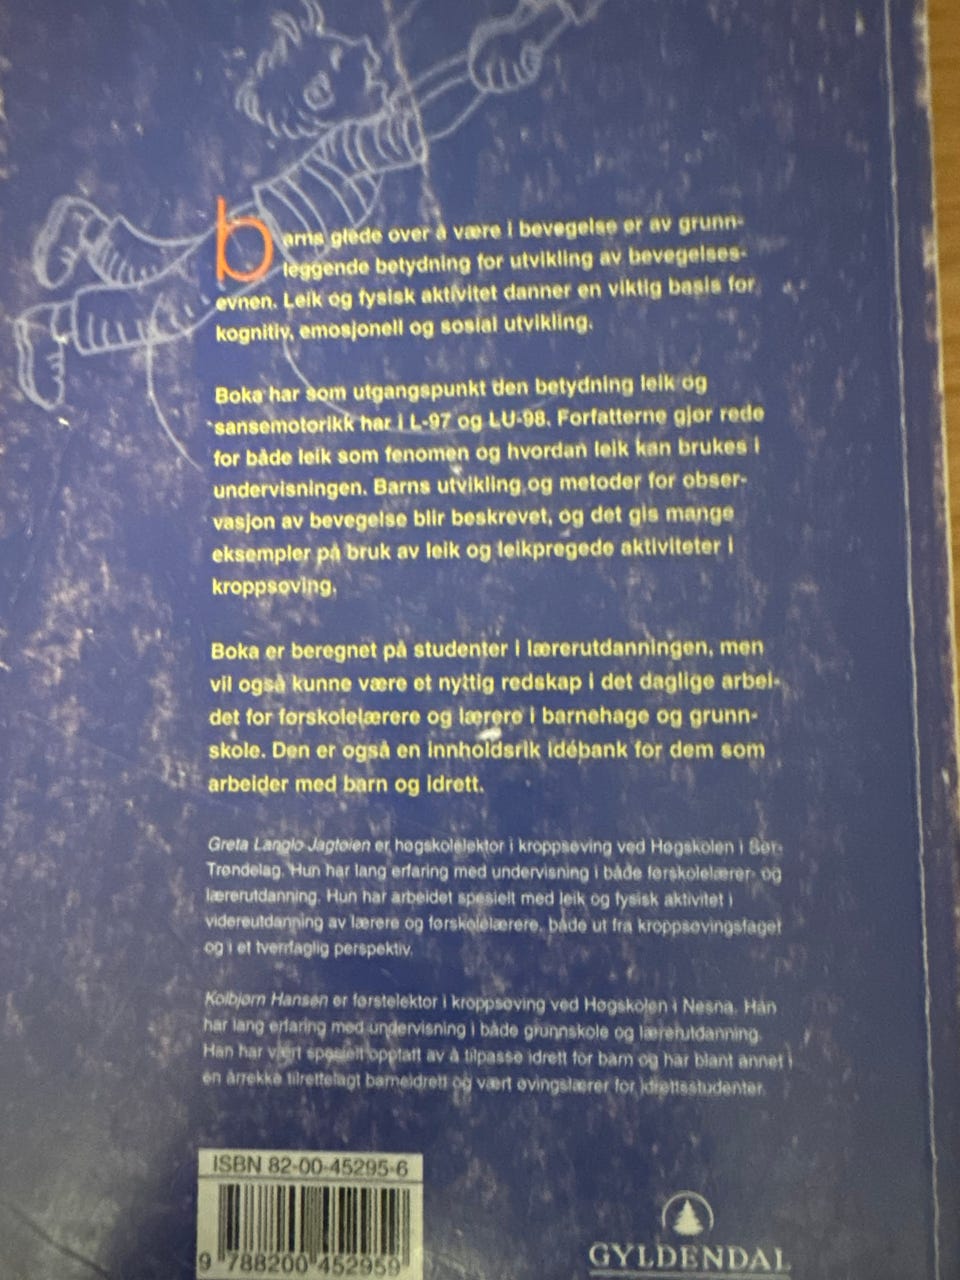 barns glede over å være i bevegelse er av grunn-
leggende betydning for utvikling av bevegelses-
evnen. Leik og fysisk aktivitet danner en viktig basis for
kognitiv, emosjonell og sosial utvikling.
Boka har som utgangspunkt den betydning leik og
sansemotorikk har i L-97 og LU-98. Forfatterne gjør rede
for både leik som fenomen og hvordan leik kan brukes i
undervisningen. Barns utvikling og metoder for obser-
vasjon av bevegelse blir beskrevet, og det gis mange
eksempler på bruk av leik og leikpregede aktiviteter i
kroppsøving.
Boka er beregnet på studenter i lærerutdanningen, men
vil også kunne være et nyttig redskap i det daglige arbei-
det for førskolelærere og lærere i barnehage og grunn-
skole. Den er også en innholdsrik idébank for dem som
arbeider med barn og idrett.
Greta Langlo Jagtøien er høgskolelektor i kroppsøving ved Høgskolen i Sør-
Trøndelag. Hun har lang erfaring med undervisning i både førskolelærer- og
lærerutdanning. Hun har arbeidet spesielt med leik og fysisk aktivitet i
videreutdanning av lærere og førskolelærere, både ut fra kroppsøvingsfaget
og i et tverrfaglig perspektiv.
Kolbjørn Hansen er førstelektor i kroppsøving ved Høgskolen i Nesna. Han
har lang erfaring med undervisning i både grunnskole og lærerutdanning.
Han har vært spesielt opptatt av å tilpasse idrett for barn og har blant annet i
en årrekke tilrettelagt barneidrett og vært øvingslærer for idrettsstudenter.
ISBN 82-00-45295-6
9 788200 452959
GYLDENDAL